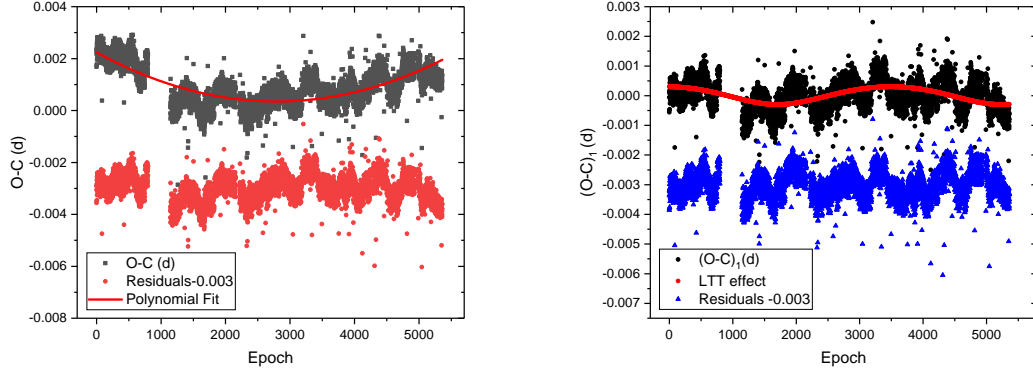 0.004
0.002
0.000
-0.002
-0.004
-0.006
-0.008
O-C (d)
O-C (d)
Residuals-0.003
Polynomial Fit
0 1000 2000 3000 4000 5000
Epoch
0.003
0.002
0.001
0.000
-0.001
-0.002
-0.003
-0.004
-0.005
-0.006
-0.007
(O-C)₁ (d)
(O-C)₁(d)
LTT effect
Residuals -0.003
0 1000 2000 3000 4000 5000
Epoch